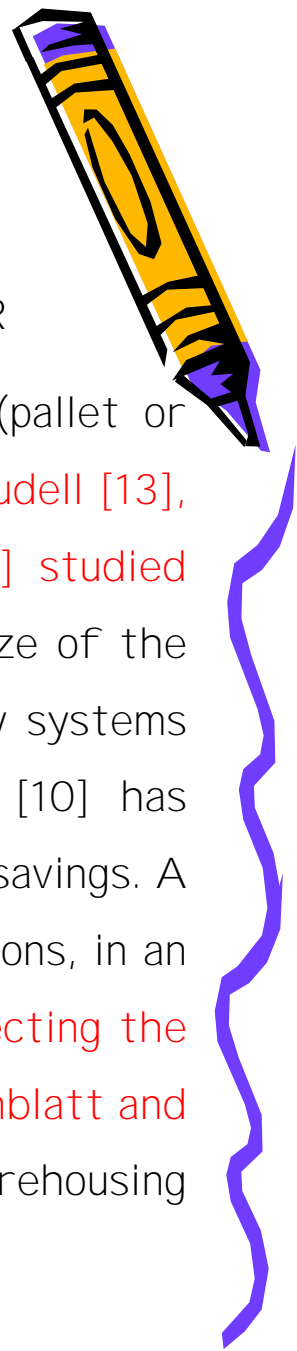 R
(pallet or
udell [13],
] studied
ze of the
systems
[10] has
savings. A
ons, in an
ecting the
nblatt and
rehousing